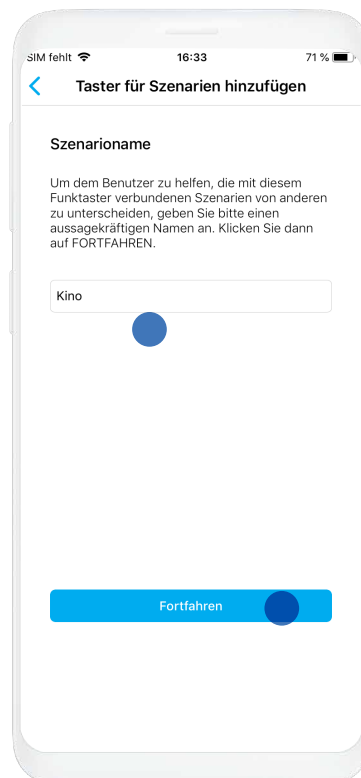 SIM fehlt 16:33 71 %
Taster für Szenarien hinzufügen
Szenarioname
Um dem Benutzer zu helfen, die mit diesem
Funktaster verbundenen Szenarien von anderen
zu unterscheiden, geben Sie bitte einen
aussagekräftigen Namen an. Klicken Sie dann
auf FORTFAHREN.
Kino
Fortfahren